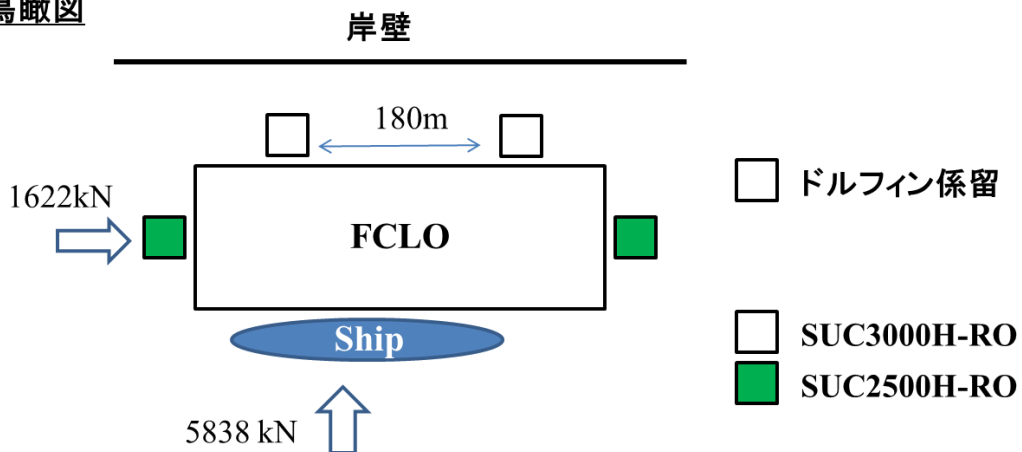 鳥瞰図
岸壁
180m
1622kN
FCLO
ドルフィン係留
Ship
SUC3000H-RO
SUC2500H-RO
5838 kN